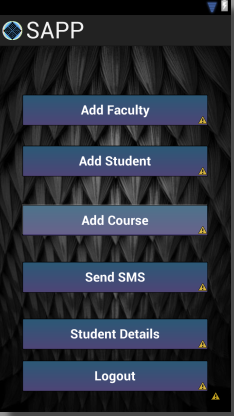 SAPP
Add Faculty
Add Student
Add Course
Send SMS
Student Details
Logout